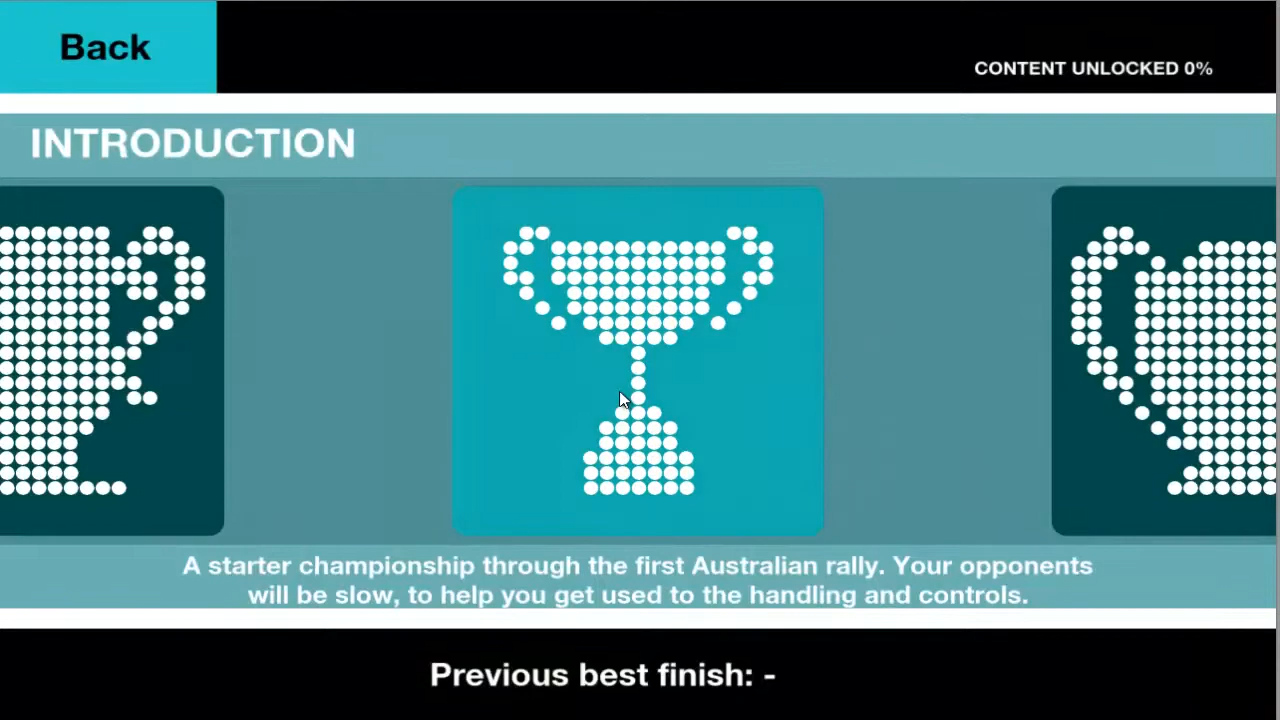 Back
CONTENT UNLOCKED 0%
INTRODUCTION
A starter championship through the first Australian rally. Your opponents
will be slow, to help you get used to the handling and controls.
Previous best finish: -